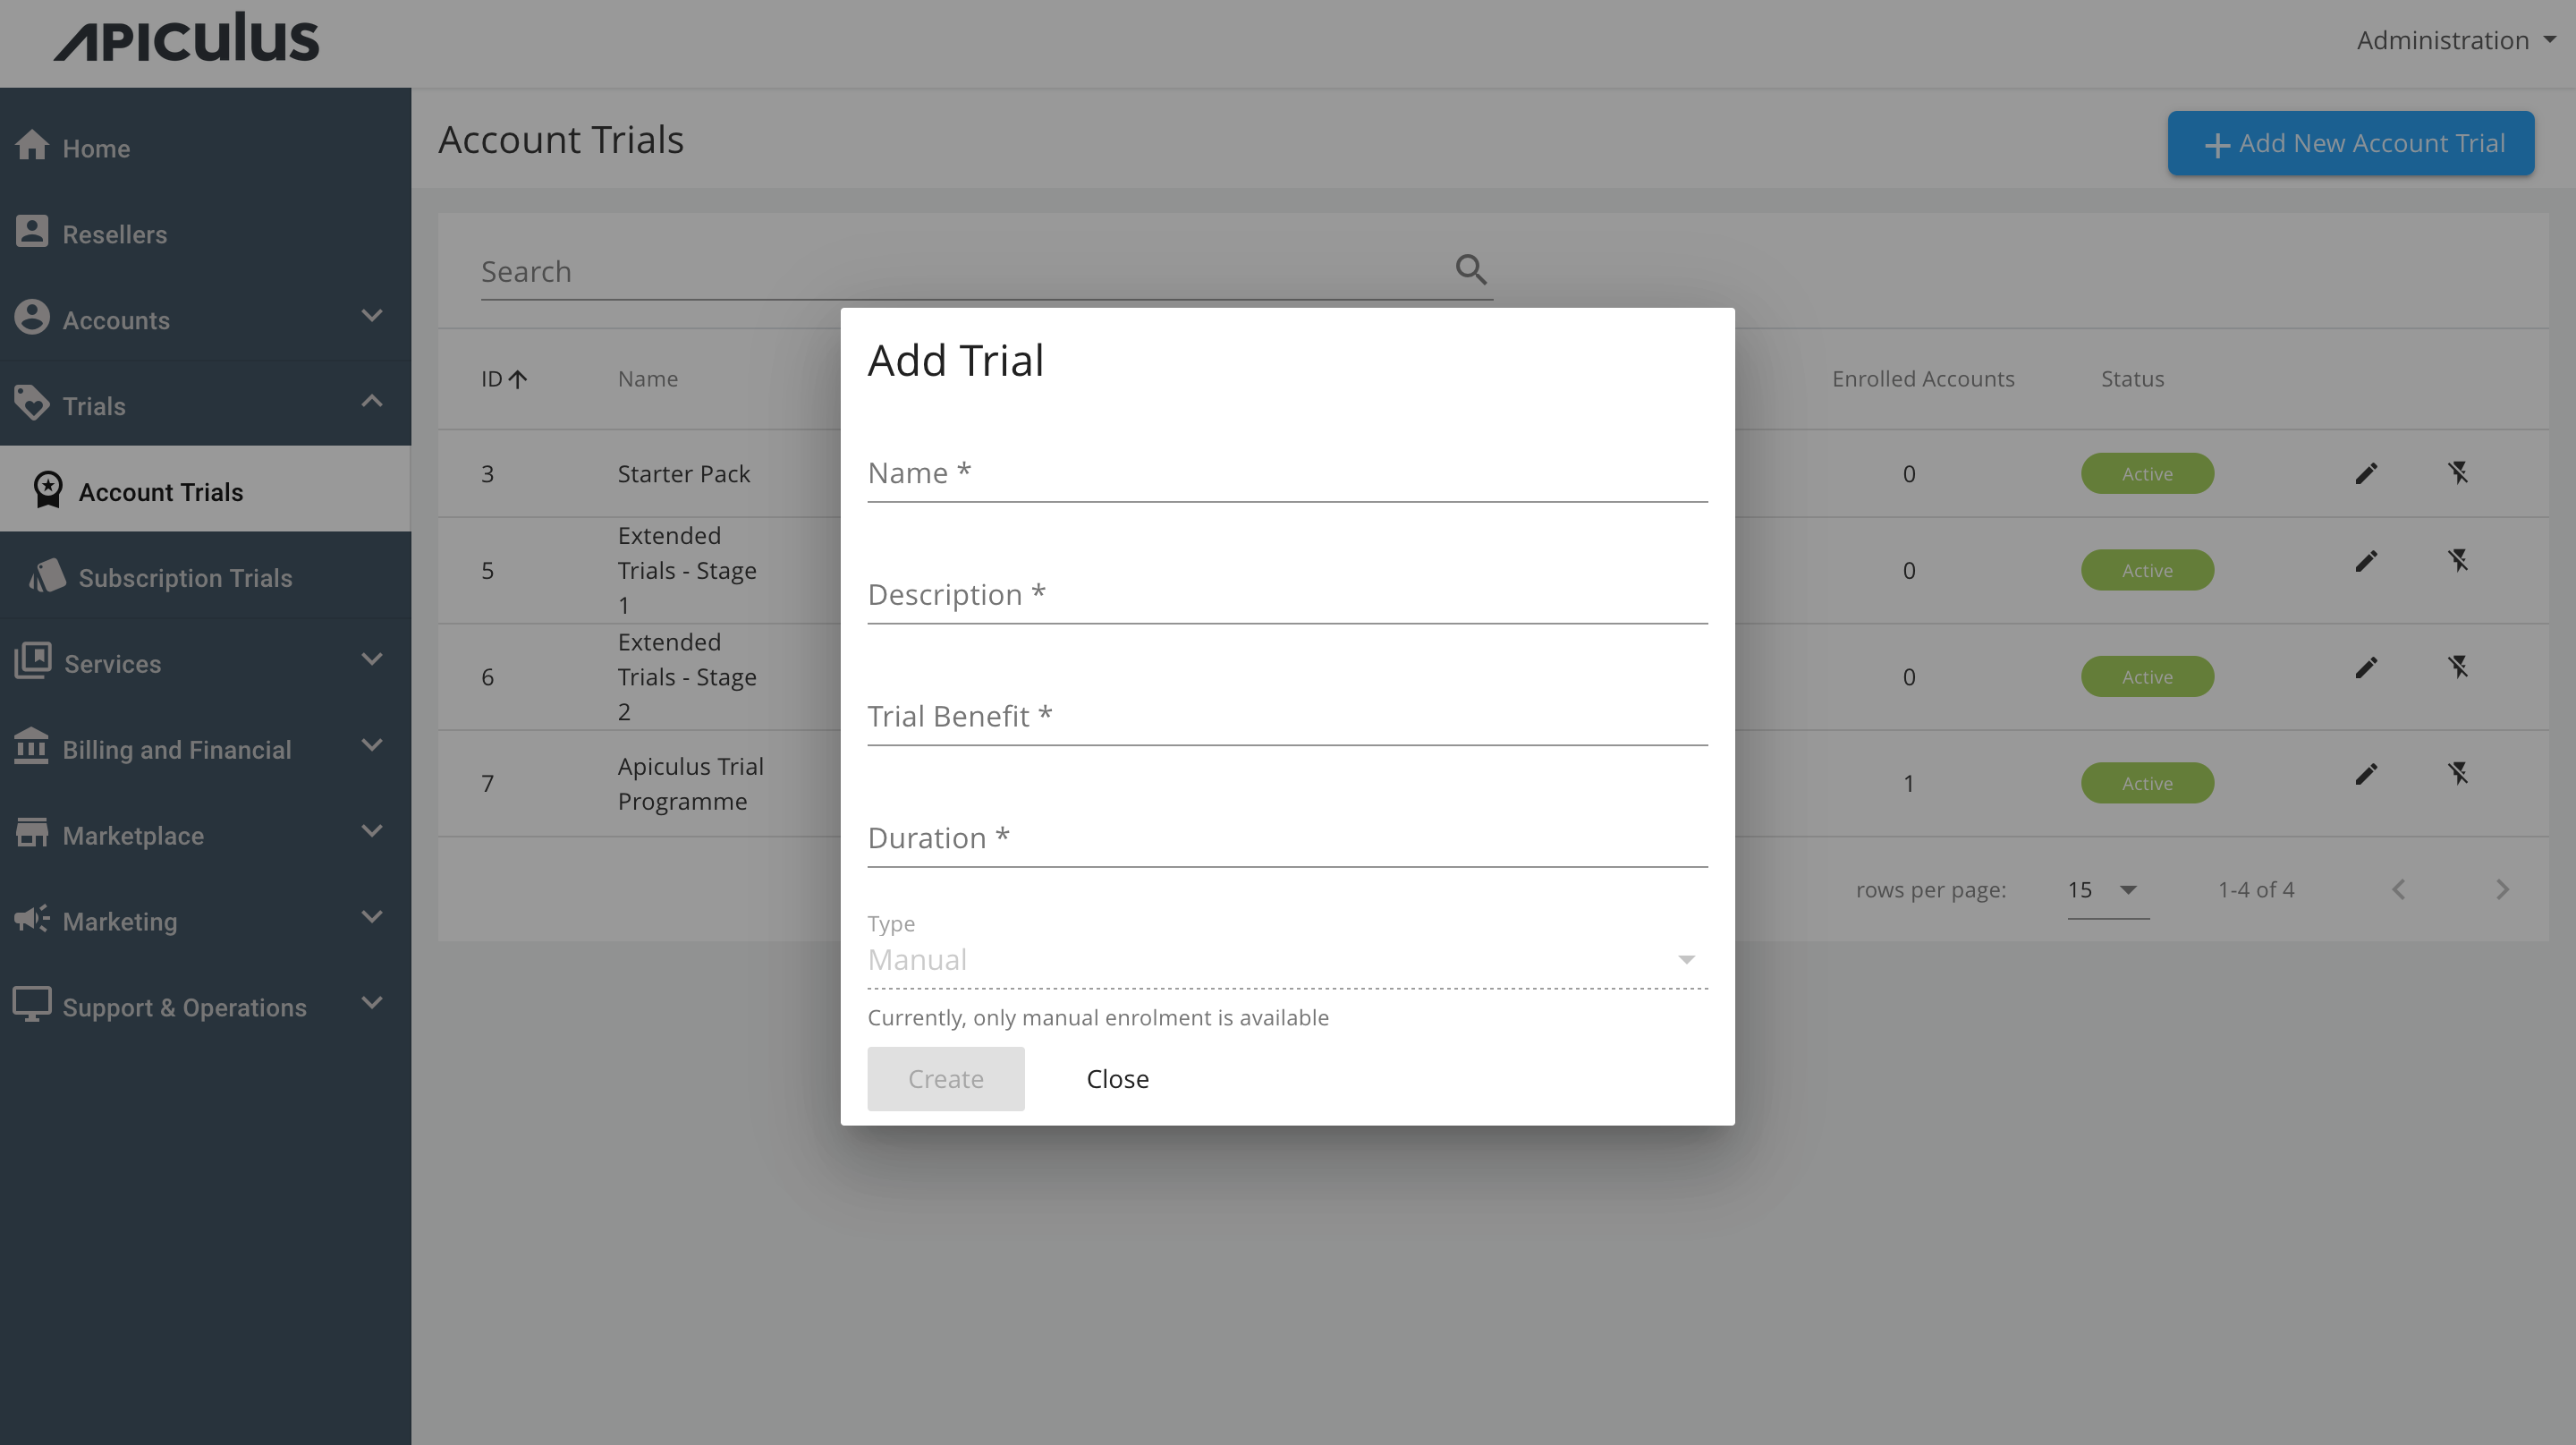 APICULUS
Administration
Home
Resellers
Accounts
Trials
Account Trials
Subscription Trials
Services
Billing and Financial
Marketplace
Marketing
Support & Operations
Account Trials
Add New Account Trial
Search
ID Name Enrolled Accounts Status
3 Starter Pack 0 Active
5 Extended Trials - Stage 1 0 Active
6 Extended Trials - Stage 2 0 Active
7 Apiculus Trial Programme 1 Active
rows per page: 15 1-4 of 4
Add Trial
Name *
Description *
Trial Benefit *
Duration *
Type
Manual
Currently, only manual enrolment is available
Create Close